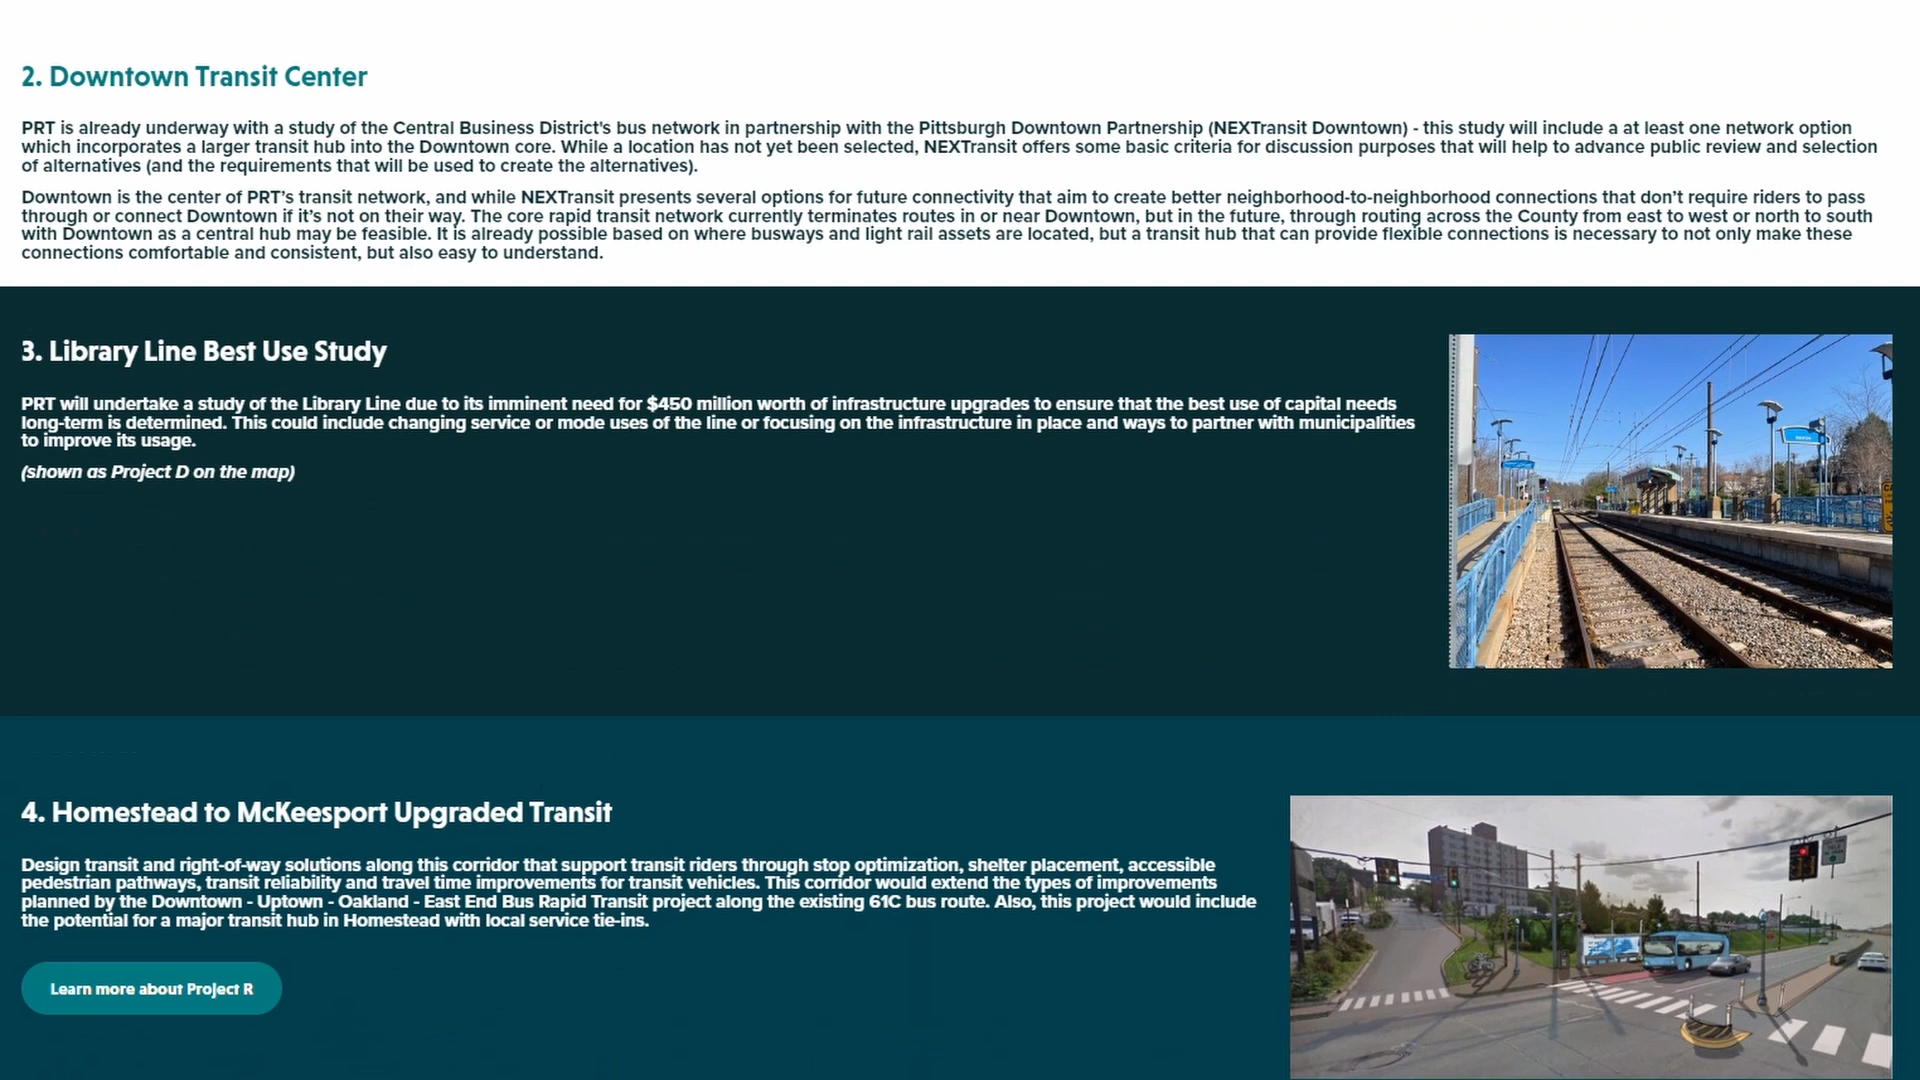 2. Downtown Transit Center
PRT is already underway with a study of the Central Business District's bus network in partnership with the Pittsburgh Downtown Partnership (NEXTransit Downtown) - this study will include a at least one network option
which incorporates a larger transit hub into the Downtown core. While a location has not yet been selected, NEXTransit offers some basic criteria for discussion purposes that will help to advance public review and selection
of alternatives (and the requirements that will be used to create the alternatives).
Downtown is the center of PRT’s transit network, and while NEXTransit presents several options for future connectivity that aim to create better neighborhood-to-neighborhood connections that don’t require riders to pass
through or connect Downtown if it’s not on their way. The core rapid transit network currently terminates routes in or near Downtown, but in the future, through routing across the County from east to west or north to south
with Downtown as a central hub may be feasible. It is already possible based on where busways and light rail assets are located, but a transit hub that can provide flexible connections is necessary to not only make these
connections comfortable and consistent, but also easy to understand.
3. Library Line Best Use Study
PRT will undertake a study of the Library Line due to its imminent need for $450 million worth of infrastructure upgrades to ensure that the best use of capital needs
long-term is determined. This could include changing service or mode uses of the line or focusing on the infrastructure in place and ways to partner with municipalities
to improve its usage.
(shown as Project D on the map)
4. Homestead to McKeesport Upgraded Transit
Design transit and right-of-way solutions along this corridor that support transit riders through stop optimization, shelter placement, accessible
pedestrian pathways, transit reliability and travel time improvements for transit vehicles. This corridor would extend the types of improvements
planned by the Downtown - Uptown - Oakland - East End Bus Rapid Transit project along the existing 61C bus route. Also, this project would include
the potential for a major transit hub in Homestead with local service tie-ins.
Learn more about Project R